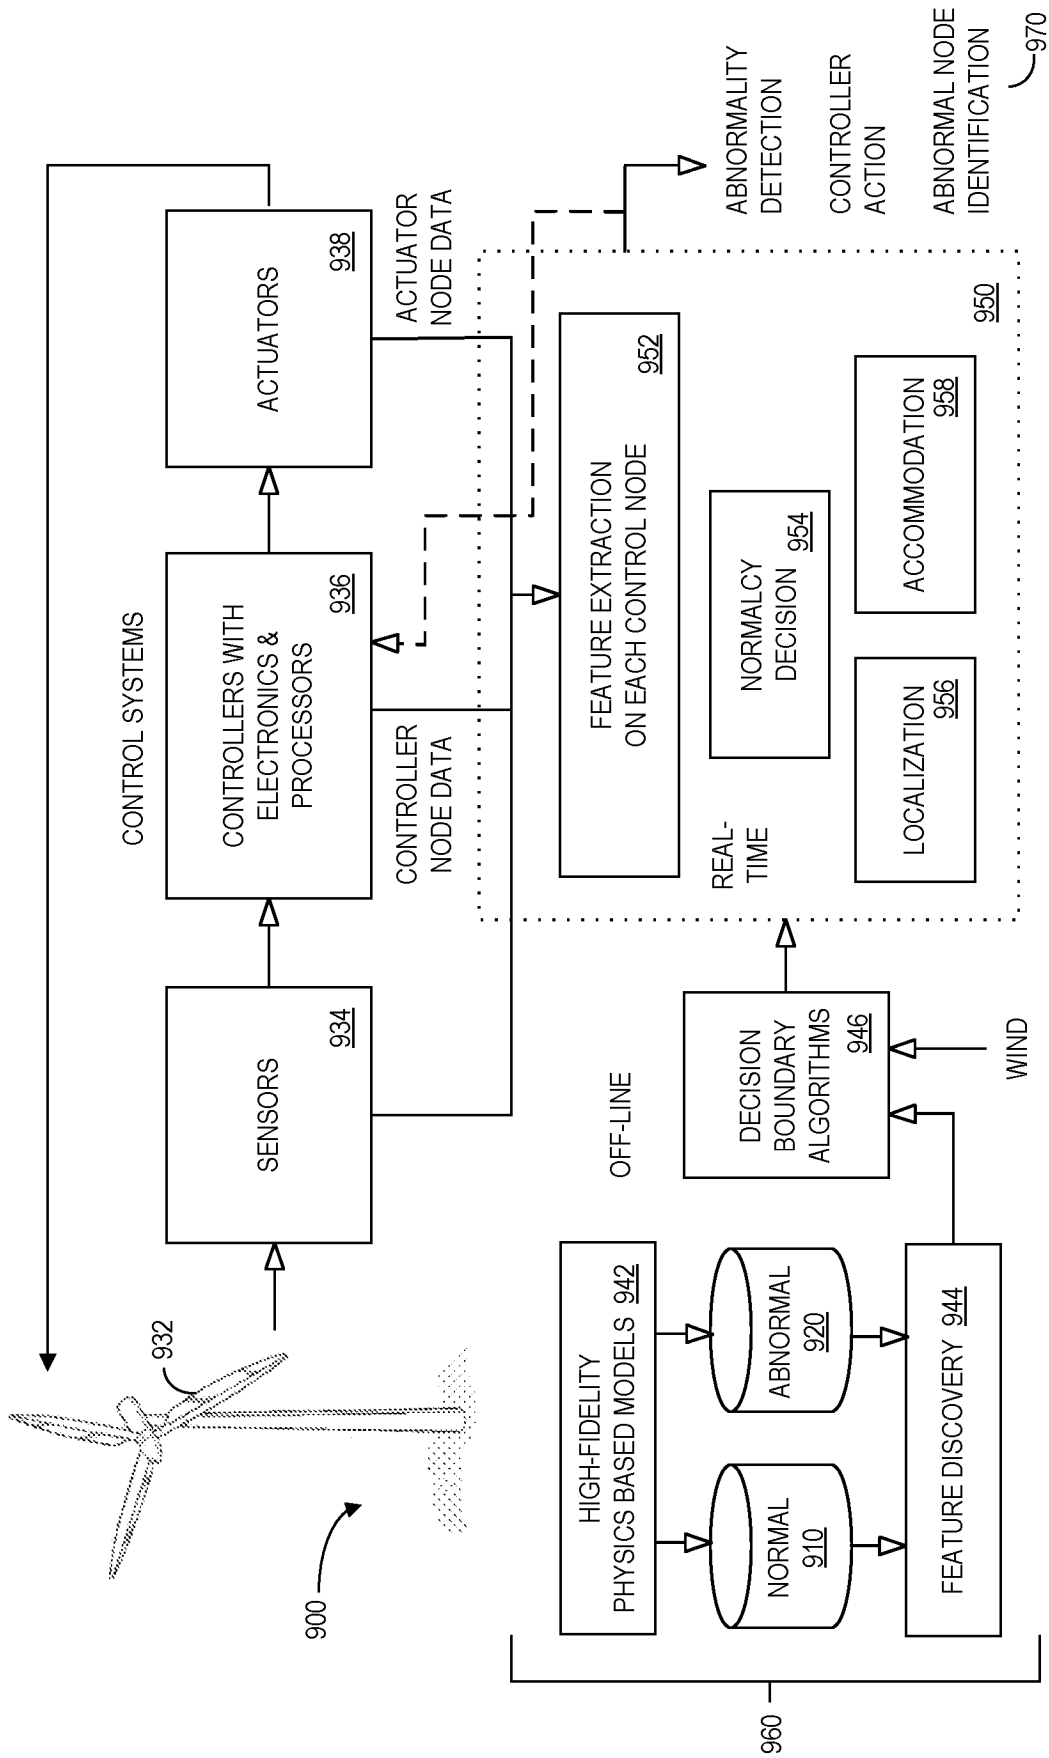 900
932
CONTROL SYSTEMS
SENSORS
934
CONTROLLERS WITH
ELECTRONICS &
PROCESSORS
936
ACTUATORS
938
CONTROLLER
NODE DATA
ACTUATOR
NODE DATA
960
HIGH-FIDELITY
PHYSICS BASED MODELS 942
NORMAL
910
ABNORMAL
920
FEATURE DISCOVERY 944
OFF-LINE
DECISION
BOUNDARY
ALGORITHMS
946
WIND
REAL-
TIME
FEATURE EXTRACTION
ON EACH CONTROL NODE
952
NORMALCY
DECISION
954
LOCALIZATION
956
ACCOMMODATION
958
950
ABNORMALITY
DETECTION
CONTROLLER
ACTION
ABNORMAL NODE
IDENTIFICATION
970